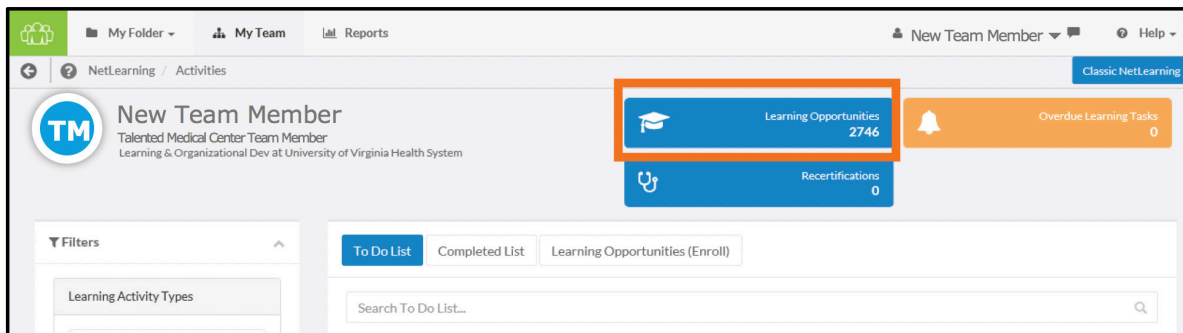 My Folder My Team Reports New Team Member Help
NetLearning / Activities Classic NetLearning
TM
New Team Member
Talented Medical Center Team Member
Learning & Organizational Dev at University of Virginia Health System
Learning Opportunities
2746
Overdue Learning Tasks
0
Recertifications
0
Filters
Learning Activity Types
To Do List Completed List Learning Opportunities (Enroll)
Search To Do List...